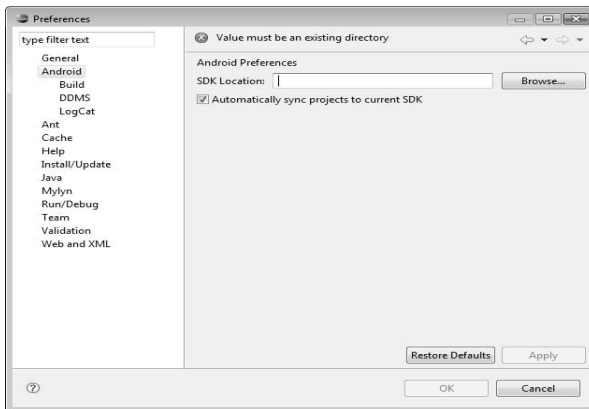 Preferences
type filter text
General
Android
Build
DDMS
LogCat
Ant
Cache
Help
Install/Update
Java
Mylyn
Run/Debug
Team
Validation
Web and XML
Value must be an existing directory
Android Preferences
SDK Location:
Browse...
Automatically sync projects to current SDK
Restore Defaults
Apply
?
OK
Cancel